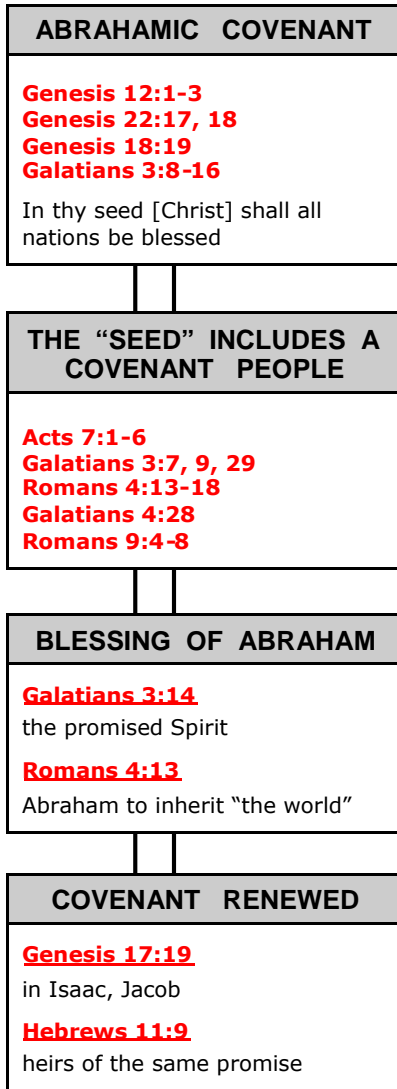 ABRAHAMIC COVENANT
Genesis 12:1-3
Genesis 22:17, 18
Genesis 18:19
Galatians 3:8-16
In thy seed [Christ] shall all
nations be blessed
THE “SEED” INCLUDES A
COVENANT PEOPLE
Acts 7:1-6
Galatians 3:7, 9, 29
Romans 4:13-18
Galatians 4:28
Romans 9:4-8
BLESSING OF ABRAHAM
Galatians 3:14
the promised Spirit
Romans 4:13
Abraham to inherit “the world”
COVENANT RENEWED
Genesis 17:19
in Isaac, Jacob
Hebrews 11:9
heirs of the same promise